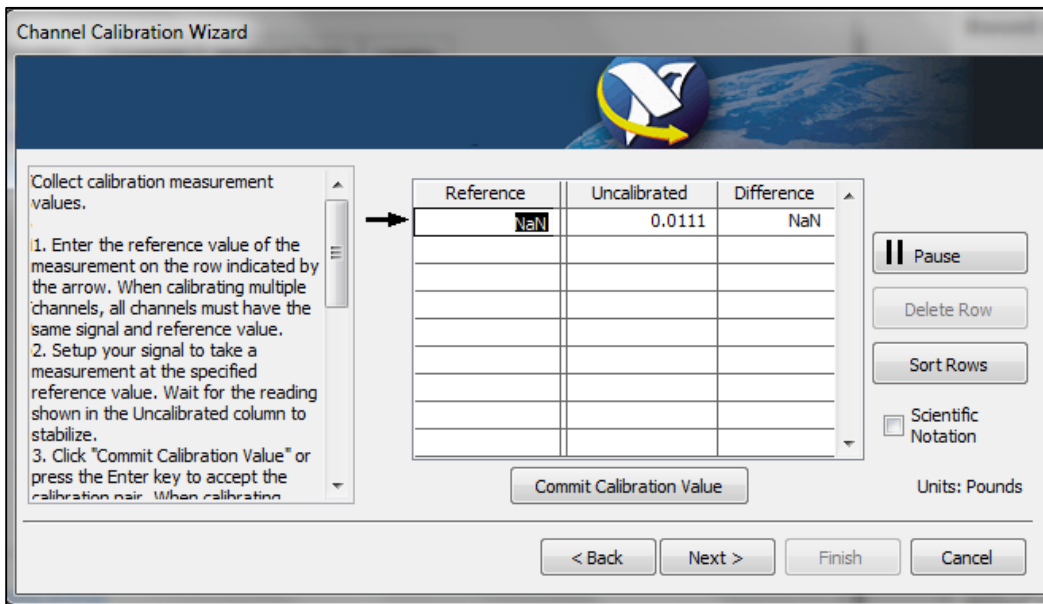 Channel Calibration Wizard
Collect calibration measurement
values.
1. Enter the reference value of the
measurement on the row indicated by
the arrow. When calibrating multiple
channels, all channels must have the
same signal and reference value.
2. Setup your signal to take a
measurement at the specified
reference value. Wait for the reading
shown in the Uncalibrated column to
stabilize.
3. Click "Commit Calibration Value" or
press the Enter key to accept the
calibration pair. When calibrating
Reference Uncalibrated Difference
NaN 0.0111 NaN
Pause
Delete Row
Sort Rows
Scientific
Notation
Commit Calibration Value
Units: Pounds
< Back
Next >
Finish
Cancel